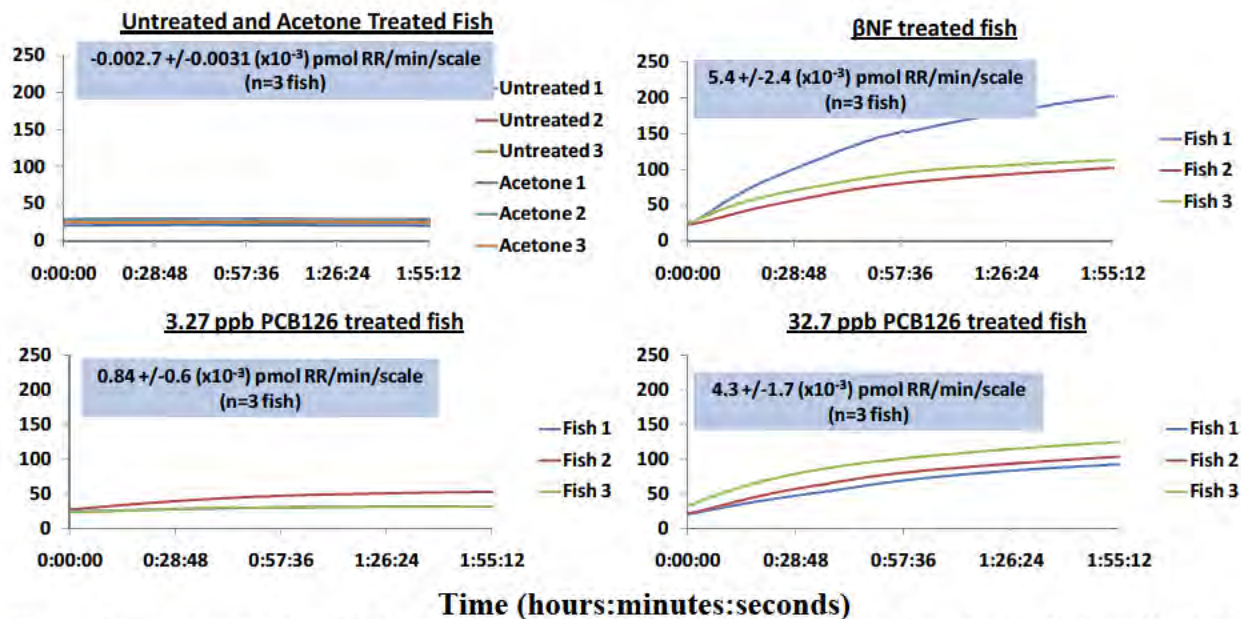 Untreated and Acetone Treated Fish
250
200
150
100
50
0
-0.002.7 +/-0.0031 (x10⁻³) pmol RR/min/scale
(n=3 fish)
Untreated 1
Untreated 2
Untreated 3
Acetone 1
Acetone 2
Acetone 3
0:00:00 0:28:48 0:57:36 1:26:24 1:55:12
βNF treated fish
250
200
150
100
50
0
5.4 +/-2.4 (x10⁻³) pmol RR/min/scale
(n=3 fish)
Fish 1
Fish 2
Fish 3
0:00:00 0:28:48 0:57:36 1:26:24 1:55:12
3.27 ppb PCB126 treated fish
250
200
150
100
50
0
0.84 +/-0.6 (x10⁻³) pmol RR/min/scale
(n=3 fish)
Fish 1
Fish 2
Fish 3
0:00:00 0:28:48 0:57:36 1:26:24 1:55:12
32.7 ppb PCB126 treated fish
250
200
150
100
50
0
4.3 +/-1.7 (x10⁻³) pmol RR/min/scale
(n=3 fish)
Fish 1
Fish 2
Fish 3
0:00:00 0:28:48 0:57:36 1:26:24 1:55:12
Time (hours:minutes:seconds)